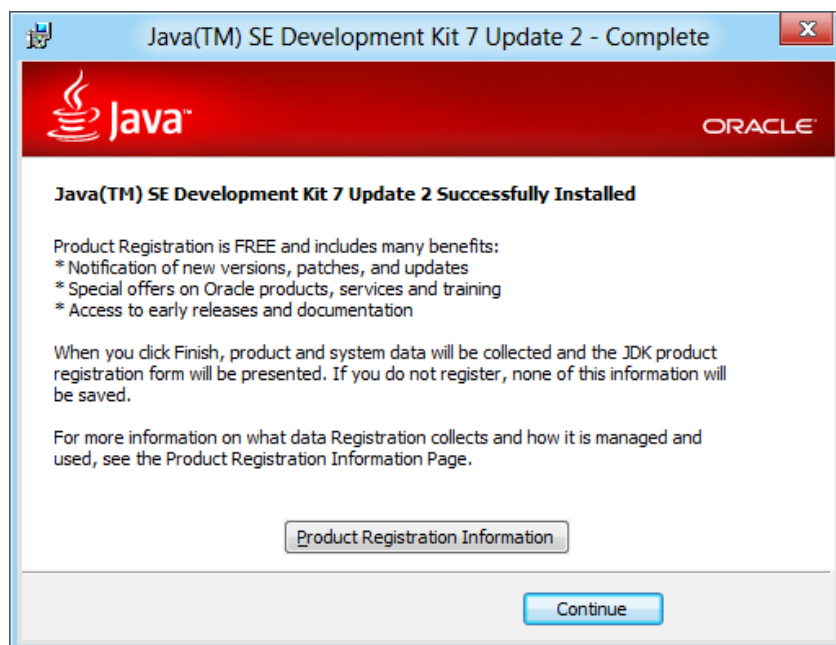 Java(TM) SE Development Kit 7 Update 2 - Complete
Java™
ORACLE
Java(TM) SE Development Kit 7 Update 2 Successfully Installed
Product Registration is FREE and includes many benefits:
* Notification of new versions, patches, and updates
* Special offers on Oracle products, services and training
* Access to early releases and documentation
When you click Finish, product and system data will be collected and the JDK product
registration form will be presented. If you do not register, none of this information will
be saved.
For more information on what data Registration collects and how it is managed and
used, see the Product Registration Information Page.
Product Registration Information
Continue